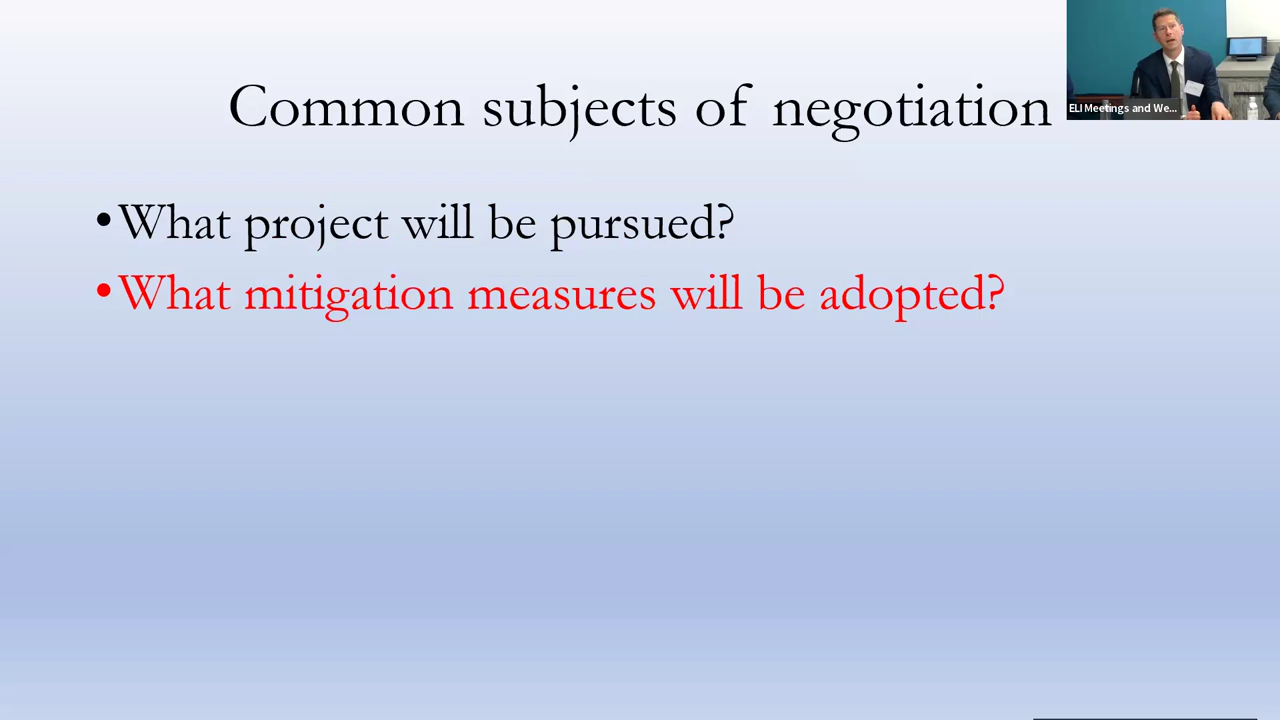 Common subjects of negotiation
•What project will be pursued?
•What mitigation measures will be adopted?
ELI Meetings and We...